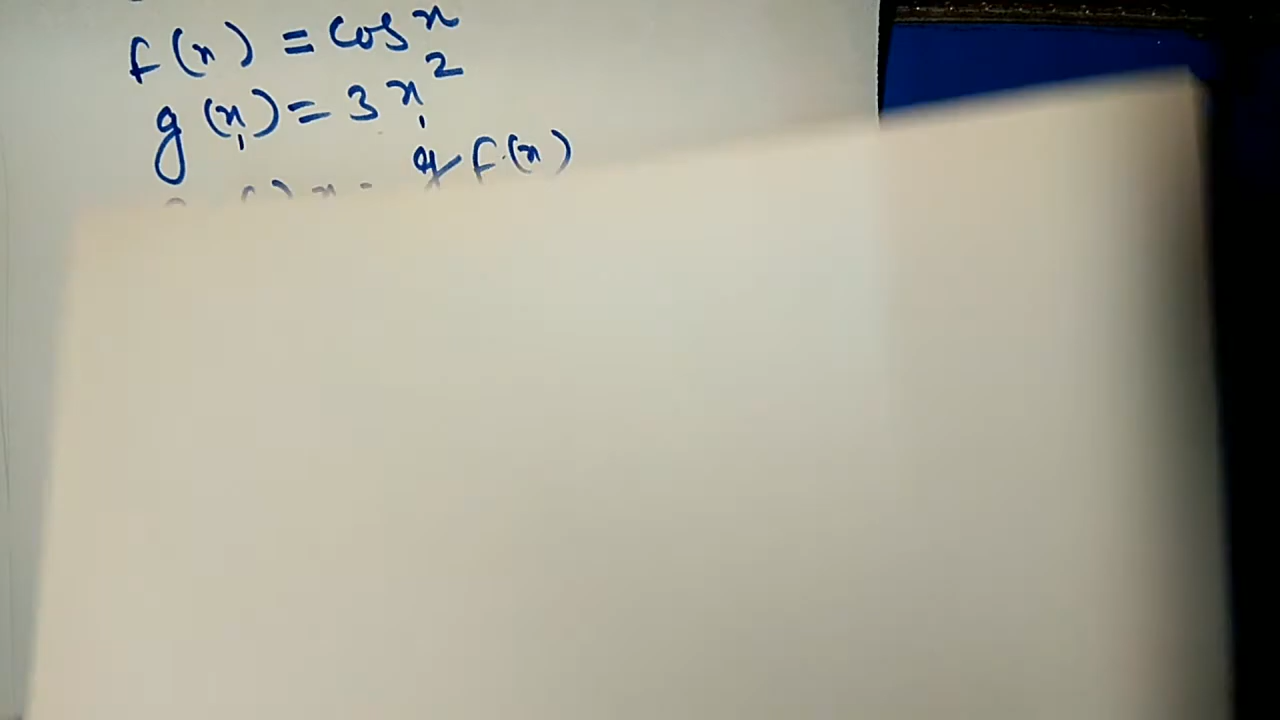 f(x) = cos x
g(x) = 3x²
g f(x)